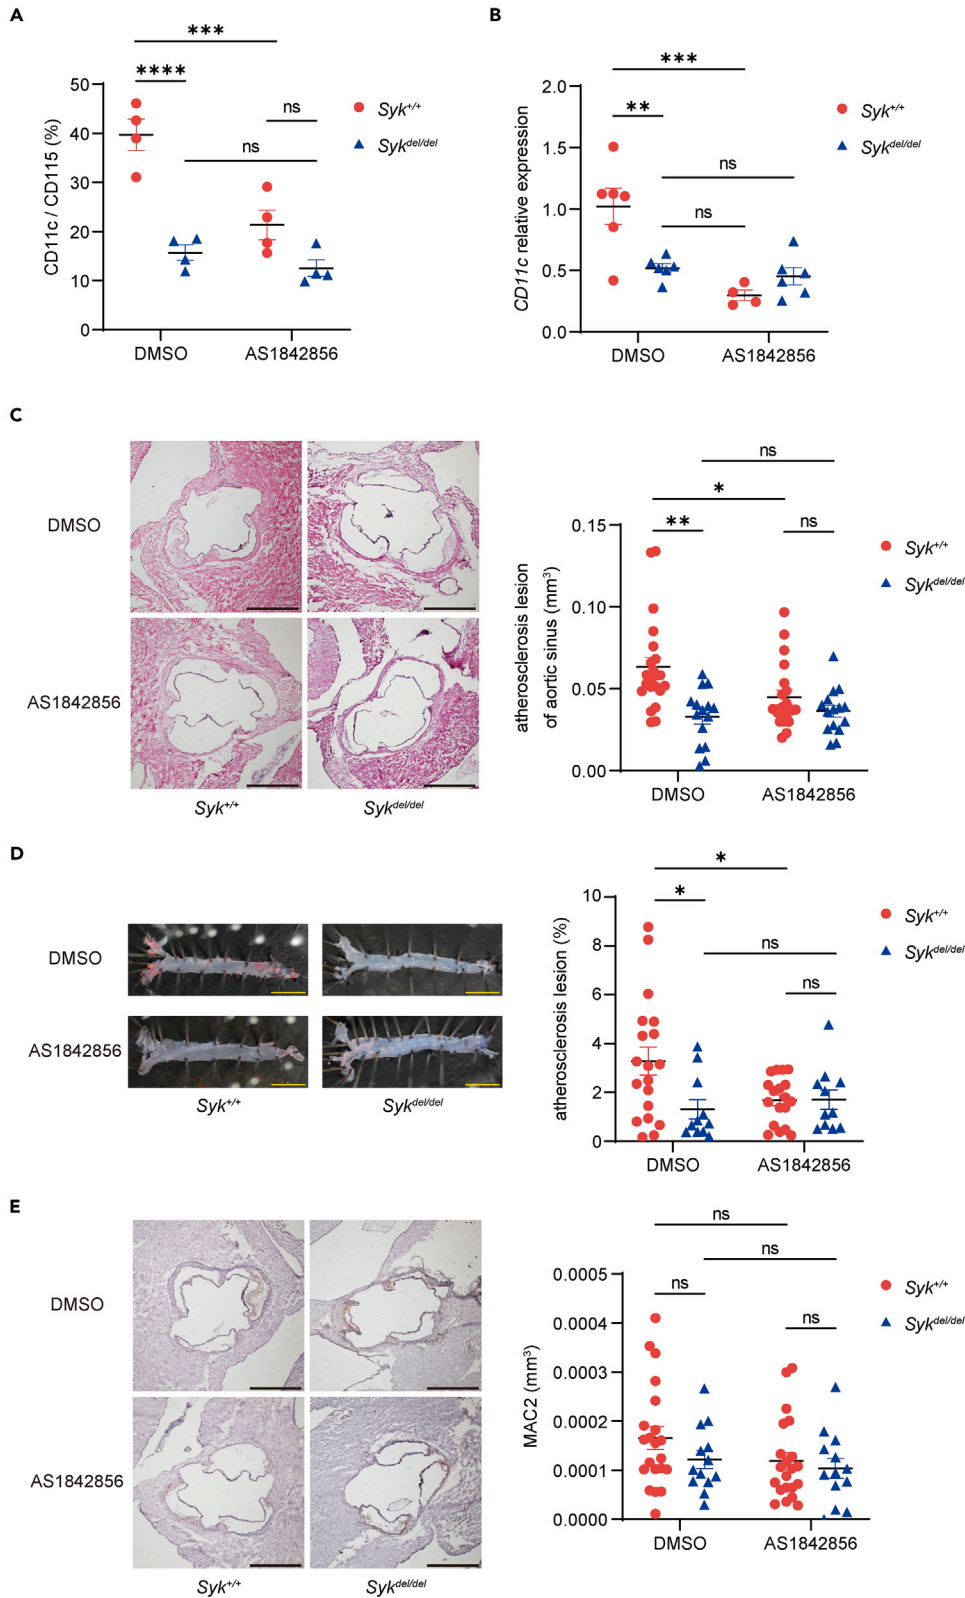 A
***
****
ns
ns
50
40
30
20
10
0
CD11c / CD115 (%)
DMSO
AS1842856
Syk+/+
Sykdel/del
B
***
**
ns
ns
2.0
1.5
1.0
0.5
0.0
CD11c relative expression
DMSO
AS1842856
Syk+/+
Sykdel/del
C
DMSO
AS1842856
Syk+/+
Sykdel/del
ns
*
**
ns
0.15
0.10
0.05
0.00
atherosclerosis lesion
of aortic sinus (mm³)
DMSO
AS1842856
Syk+/+
Sykdel/del
D
DMSO
AS1842856
Syk+/+
Sykdel/del
*
*
ns
ns
10
8
6
4
2
0
atherosclerosis lesion (%)
DMSO
AS1842856
Syk+/+
Sykdel/del
E
DMSO
AS1842856
Syk+/+
Sykdel/del
ns
ns
ns
ns
0.0005
0.0004
0.0003
0.0002
0.0001
0.0000
MAC2 (mm³)
DMSO
AS1842856
Syk+/+
Sykdel/del